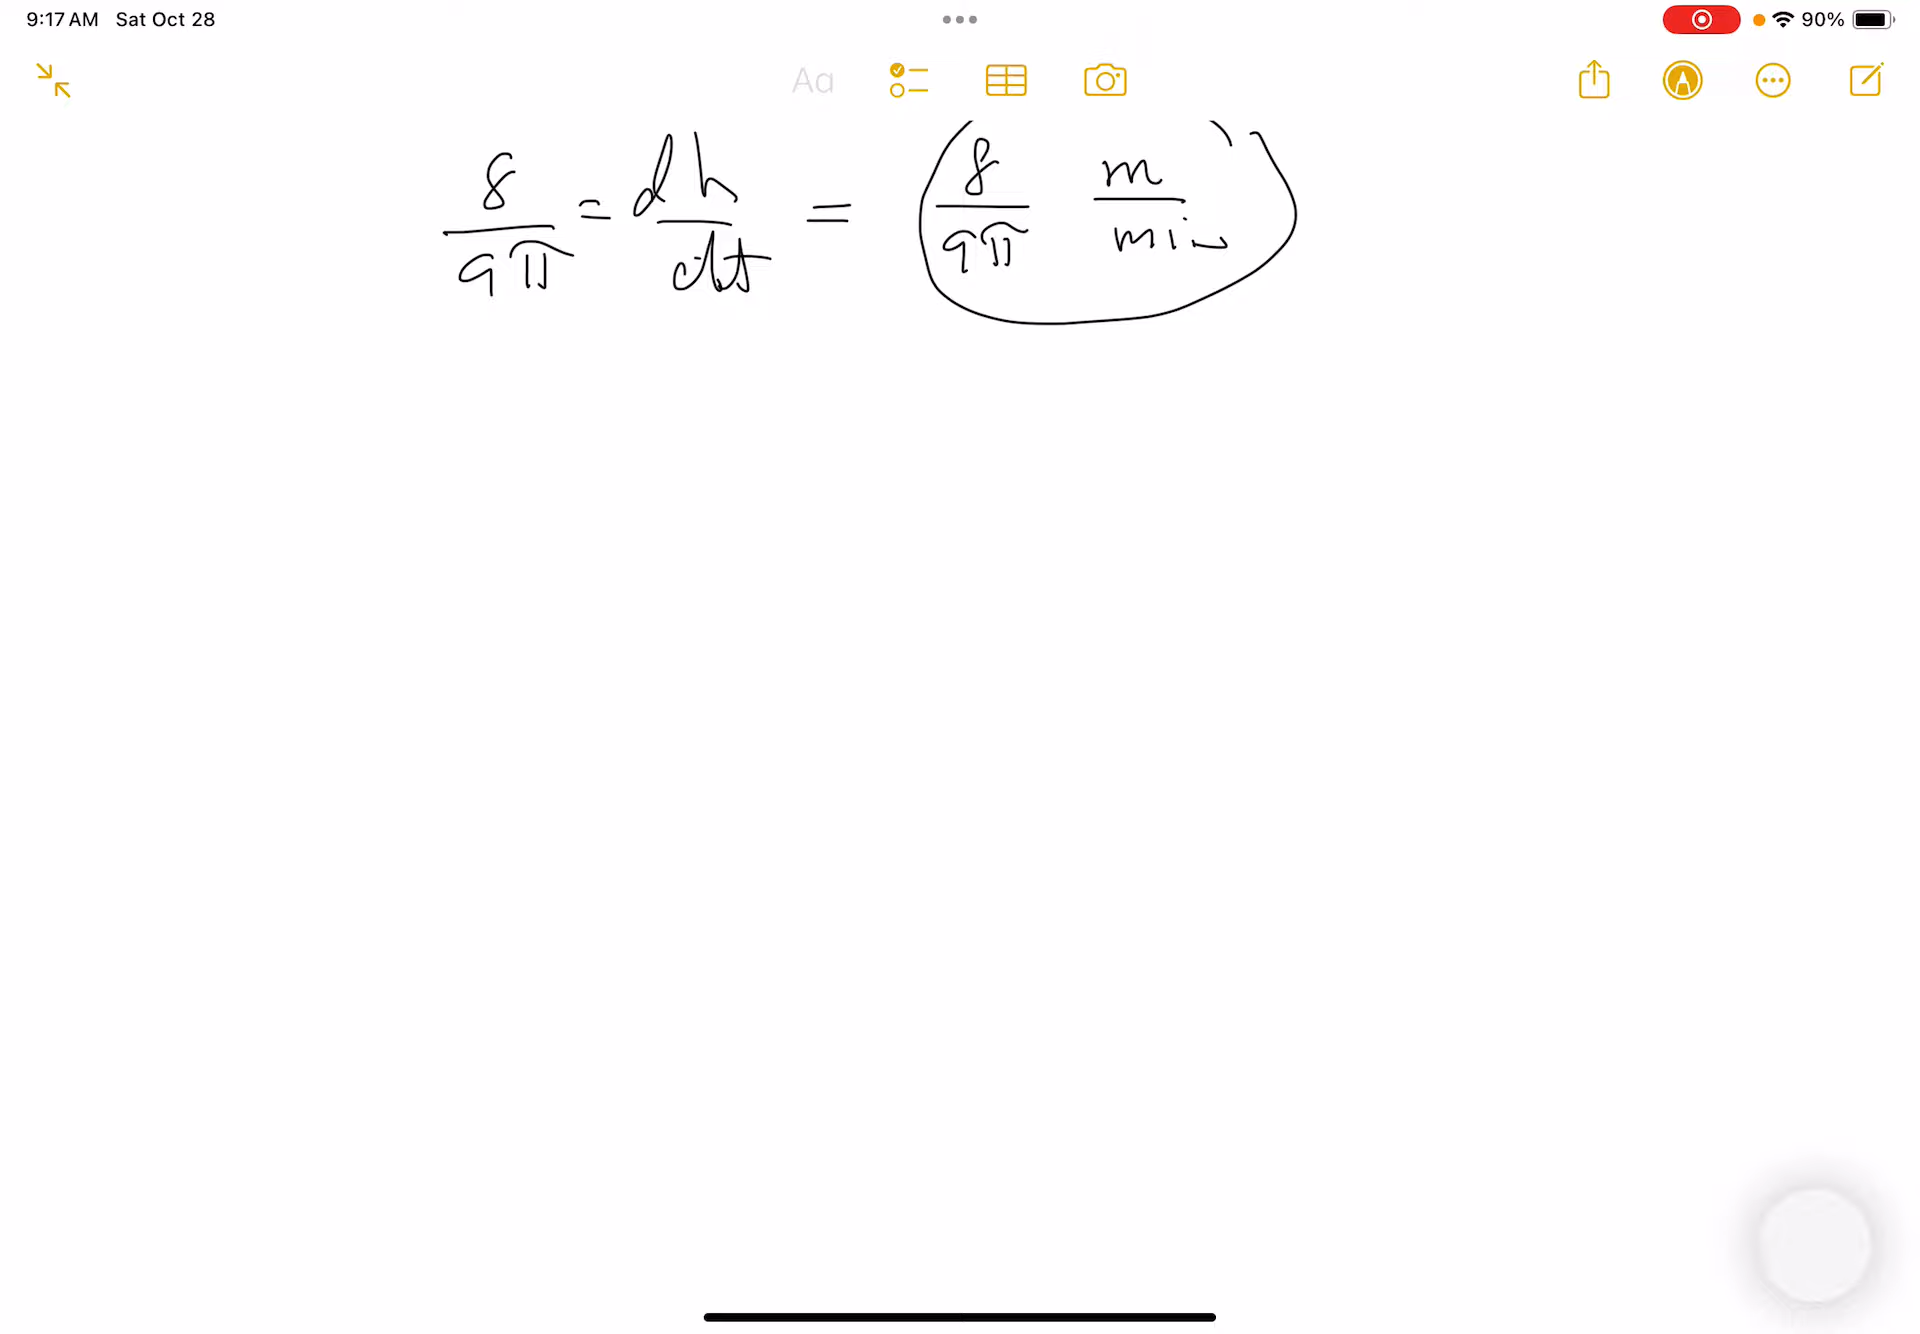 9:17 AM Sat Oct 28
90%
Aa
8/9π = dh/dt = 8/9π m/min